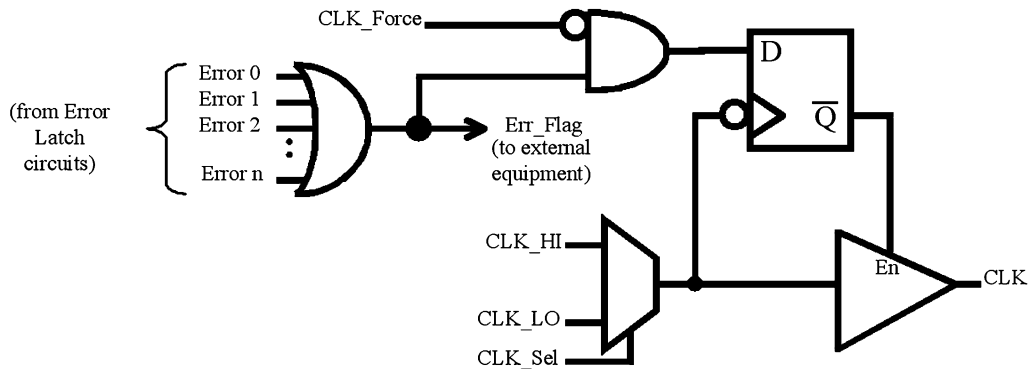 CLK_Force
Error 0
Error 1
Error 2
Error n
(from Error
Latch
circuits)
Err_Flag
(to external
equipment)
D
Q
CLK_HI
CLK_LO
CLK_Sel
En
CLK